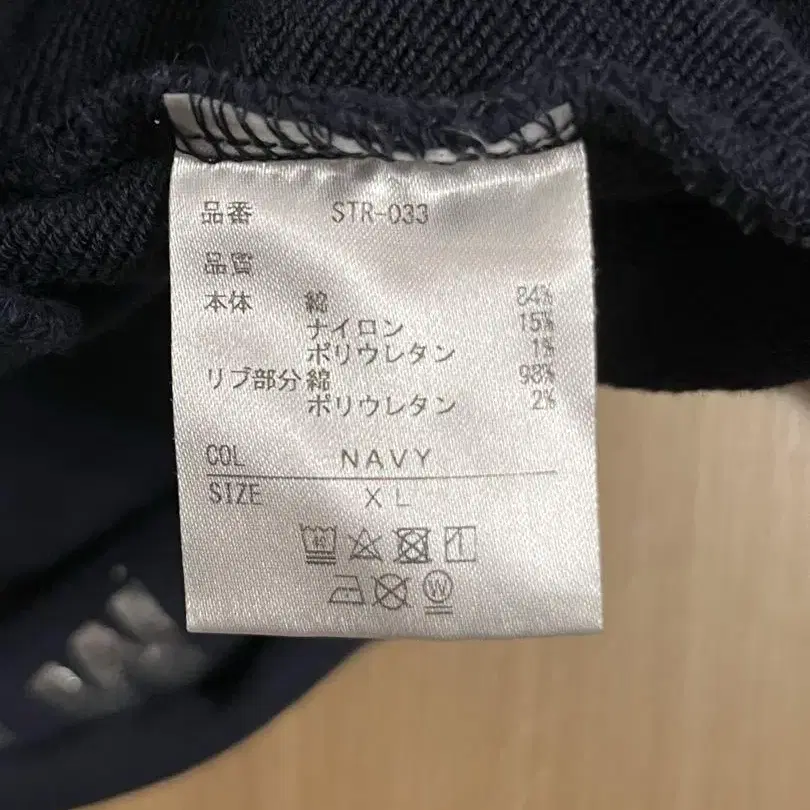 品番 STR-033
品質
本体 綿 84%
ナイロン 15%
ポリウレタン 1%
リブ部分 綿 98%
ポリウレタン 2%
COL NAVY
SIZE XL